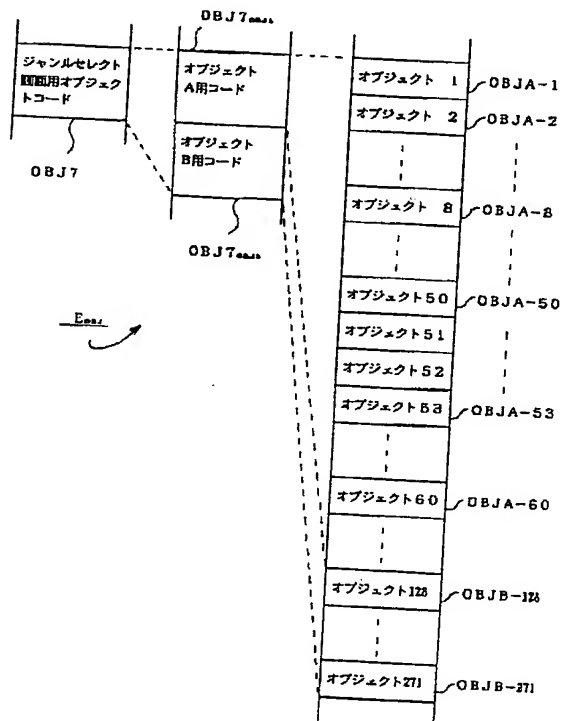 OBJ7
ジャンルセレクト
画面用オブジェク
トコード
OBJ7
オブジェクト
A用コード
オブジェクト
B用コード
OBJ7
オブジェクト 1
OBJA-1
オブジェクト 2
OBJA-2
オブジェクト 8
OBJA-8
オブジェクト50
OBJA-50
オブジェクト51
オブジェクト52
オブジェクト53
OBJA-53
オブジェクト60
OBJA-60
オブジェクト128
OBJB-128
オブジェクト271
OBJB-271